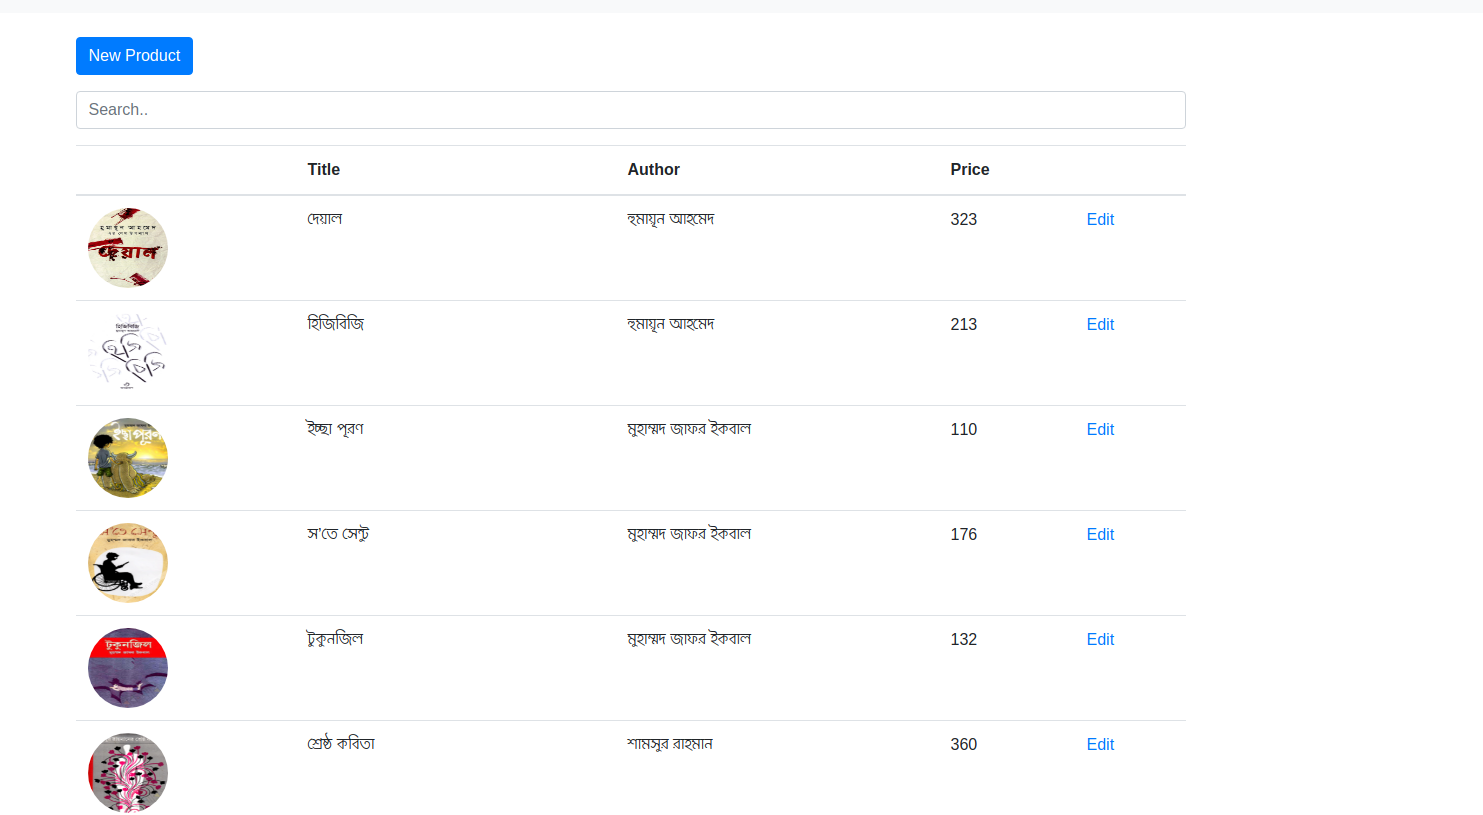 New Product
Search..
Title Author Price
দেয়াল হুমায়ূন আহমেদ 323 Edit
হিজিবিজি হুমায়ূন আহমেদ 213 Edit
ইচ্ছা পূরণ মুহাম্মদ জাফর ইকবাল 110 Edit
স'তে সেন্টু মুহাম্মদ জাফর ইকবাল 176 Edit
টুকুনজিল মুহাম্মদ জাফর ইকবাল 132 Edit
শ্রেষ্ঠ কবিতা শামসুর রাহমান 360 Edit